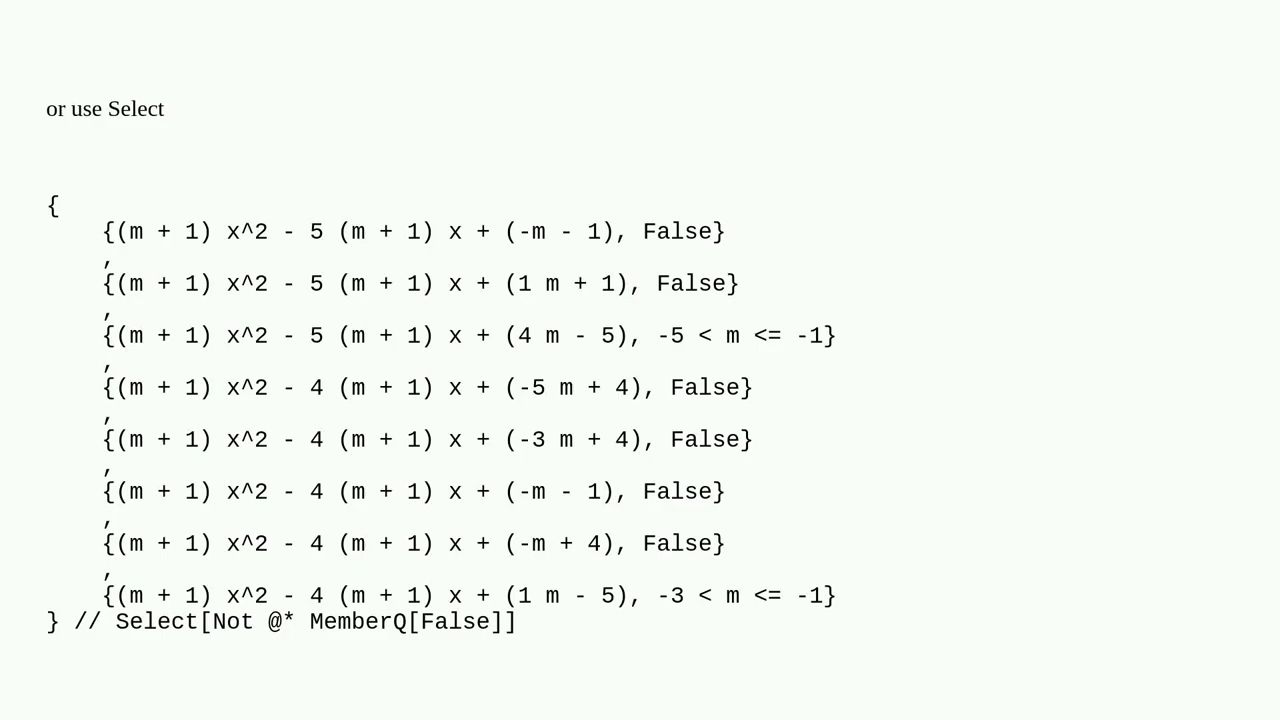 or use Select
{
{(m + 1) x^2 - 5 (m + 1) x + (-m - 1), False}
,
{(m + 1) x^2 - 5 (m + 1) x + (1 m + 1), False}
,
{(m + 1) x^2 - 5 (m + 1) x + (4 m - 5), -5 < m <= -1}
,
{(m + 1) x^2 - 4 (m + 1) x + (-5 m + 4), False}
,
{(m + 1) x^2 - 4 (m + 1) x + (-3 m + 4), False}
,
{(m + 1) x^2 - 4 (m + 1) x + (-m - 1), False}
,
{(m + 1) x^2 - 4 (m + 1) x + (-m + 4), False}
,
{(m + 1) x^2 - 4 (m + 1) x + (1 m - 5), -3 < m <= -1}
} // Select[Not @* MemberQ[False]]